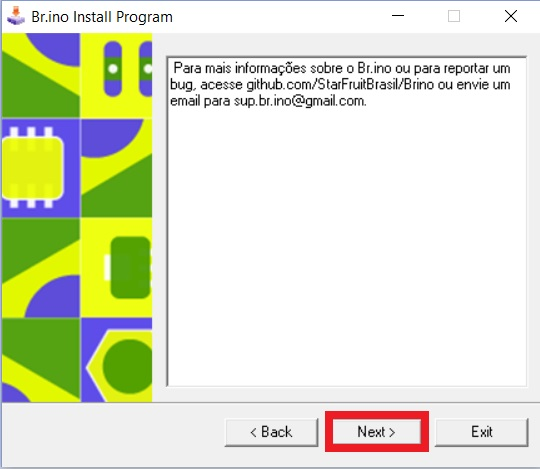 Br.ino Install Program
Para mais informações sobre o Br.ino ou para reportar um
bug, acesse github.com/StarFruitBrasil/Brino ou envie um
email para sup.br.ino@gmail.com.
< Back
Next >
Exit